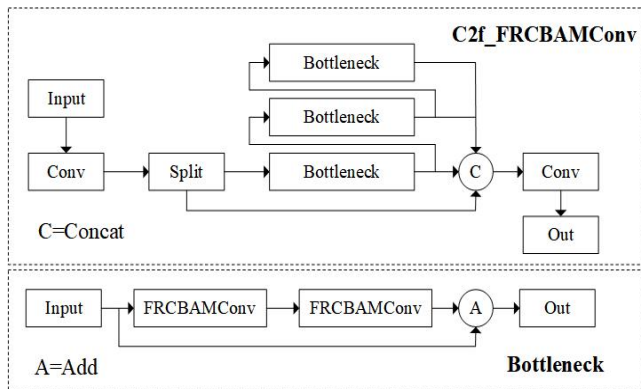 C2f_FRCBAMConv
Bottleneck
Input
Bottleneck
Conv
Split
Bottleneck
C
Conv
C=Concat
Out
Input
FRCBAMConv
FRCBAMConv
A
Out
A=Add
Bottleneck